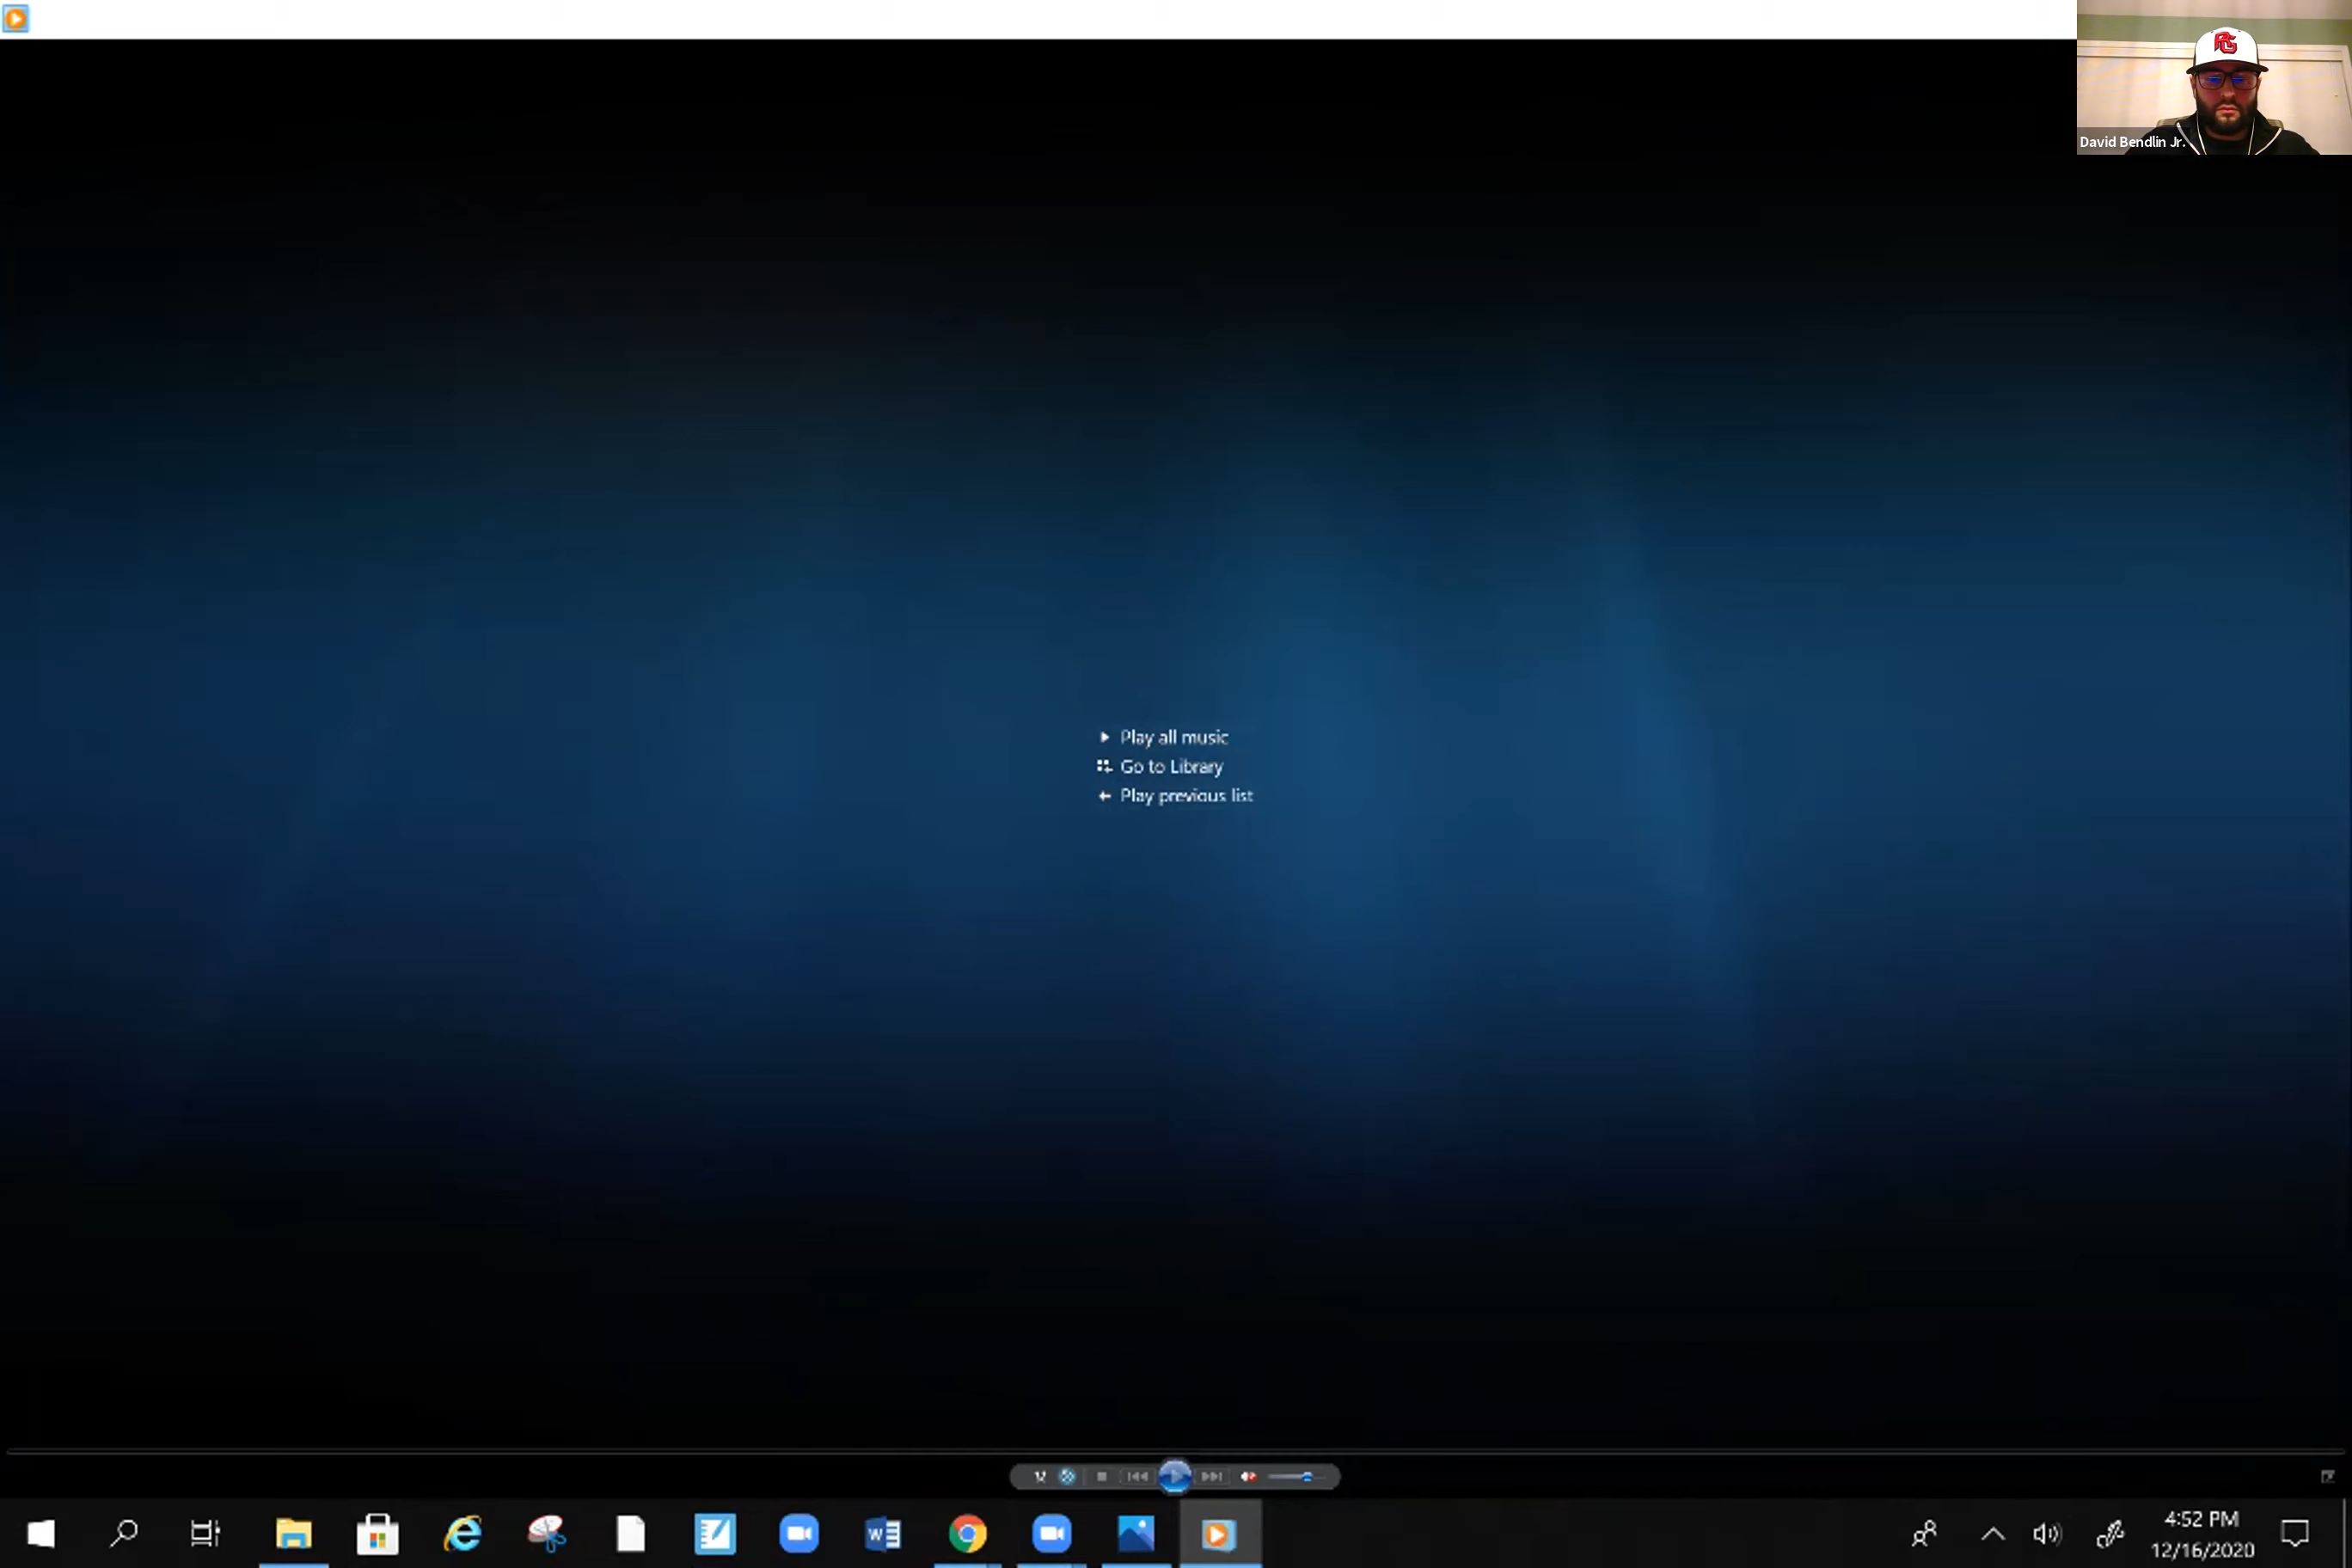 David Bendlin Jr.
Play all music
Go to Library
Play previous list
4:52 PM
12/16/2020